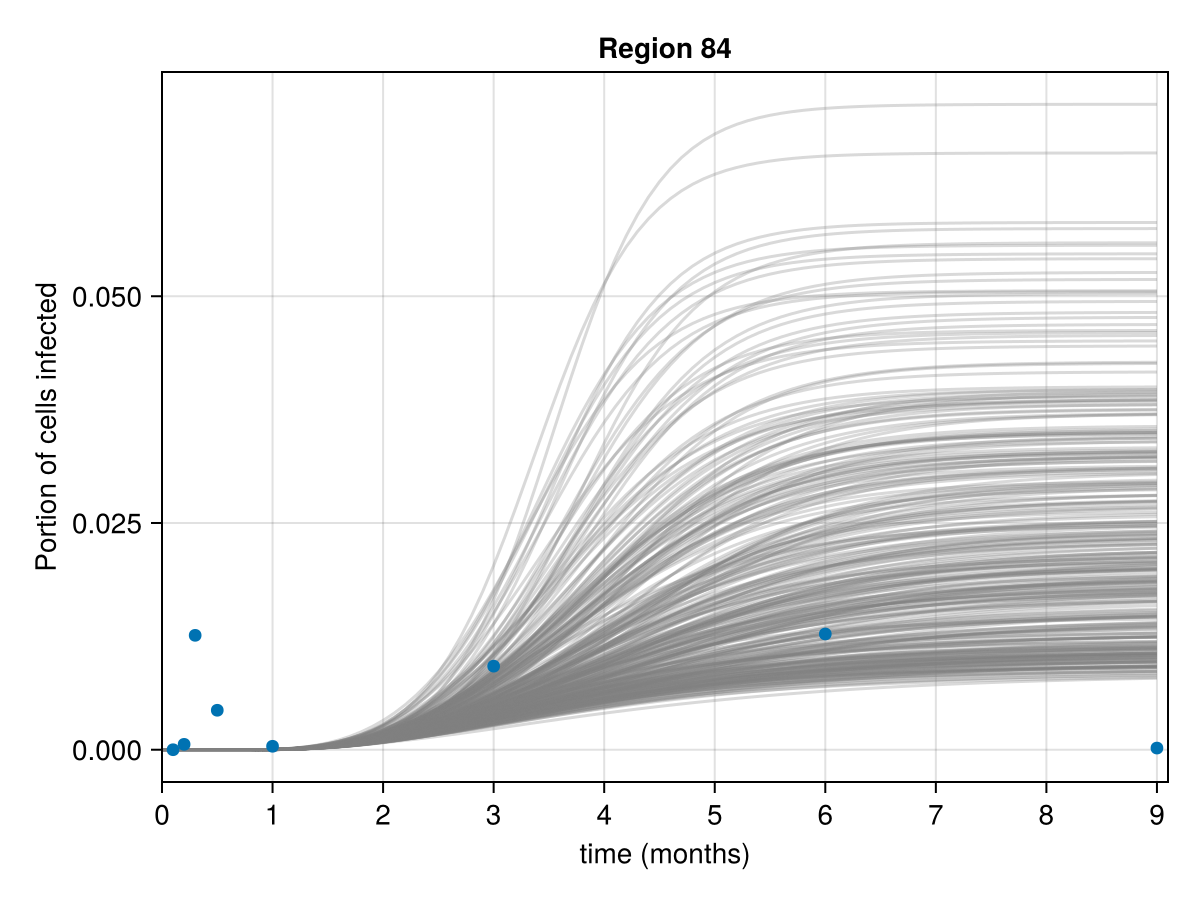 Region 84
Portion of cells infected
0.050
0.025
0.000
0 1 2 3 4 5 6 7 8 9
time (months)